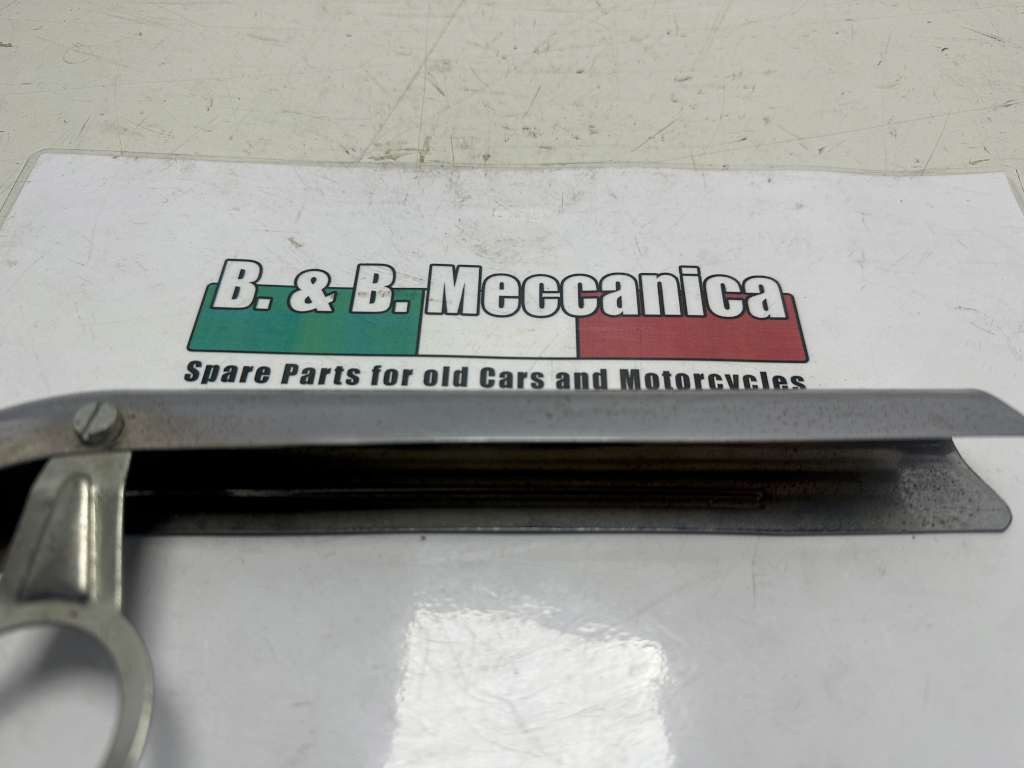 B. & B. Meccanica
Spare Parts for old Cars and Motorcycles